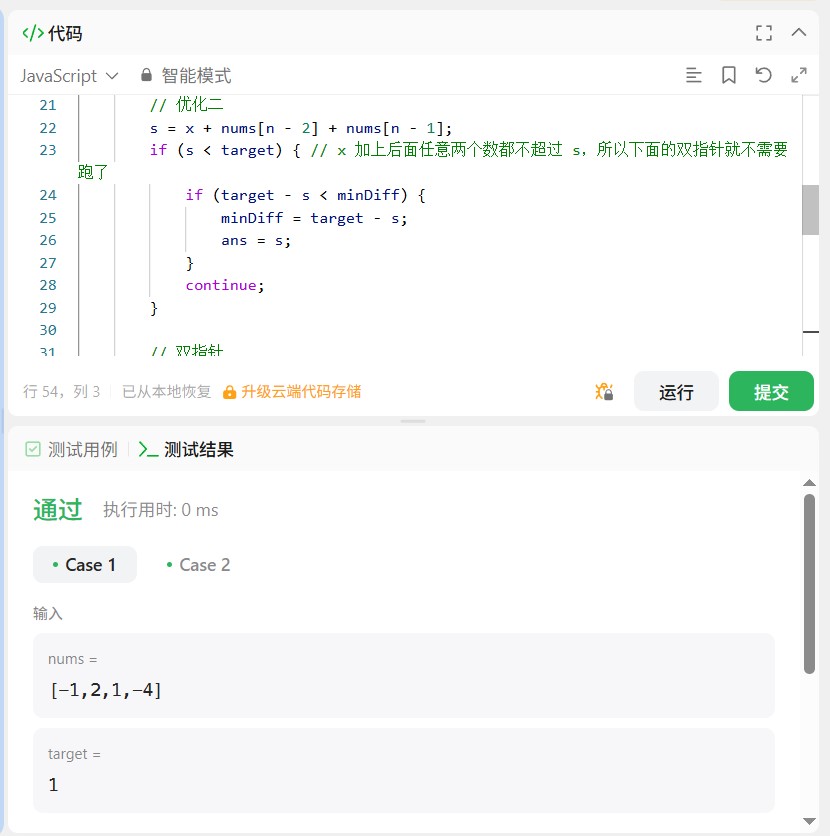 </> 代码
JavaScript 智能模式
21 // 优化二
22 s = x + nums[n - 2] + nums[n - 1];
23 if (s < target) { // x 加上后面任意两个数都不超过 s，所以下面的双指针就不需要
跑了
24 if (target - s < minDiff) {
25 minDiff = target - s;
26 ans = s;
27 }
28 continue;
29 }
30
31 // 双指针
行 54，列 3 已从本地恢复 升级云端代码存储 运行 提交
测试用例 >_ 测试结果
通过 执行用时: 0 ms
• Case 1 • Case 2
输入
nums =
[-1,2,1,-4]
target =
1